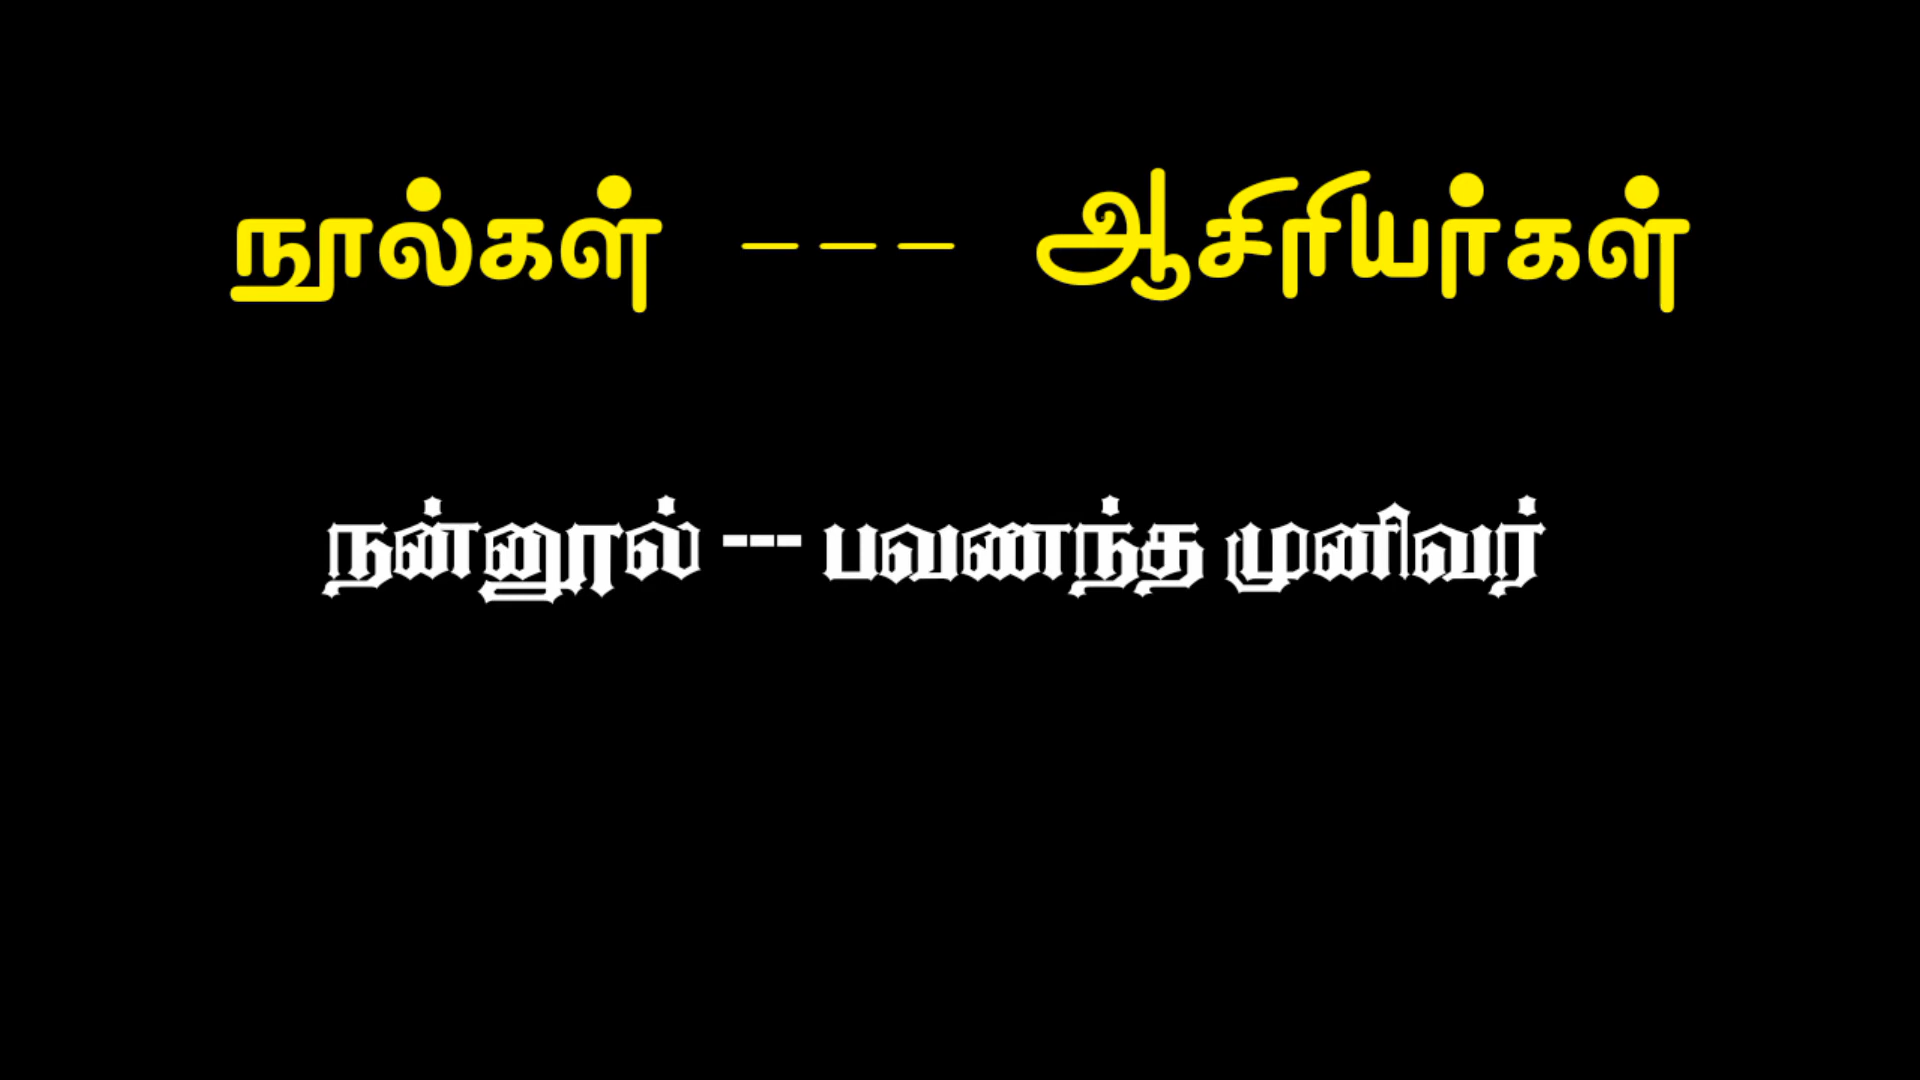 நூல்கள் --- ஆசிரியர்கள்
நன்னூல் --- பவணந்த முனிவர்